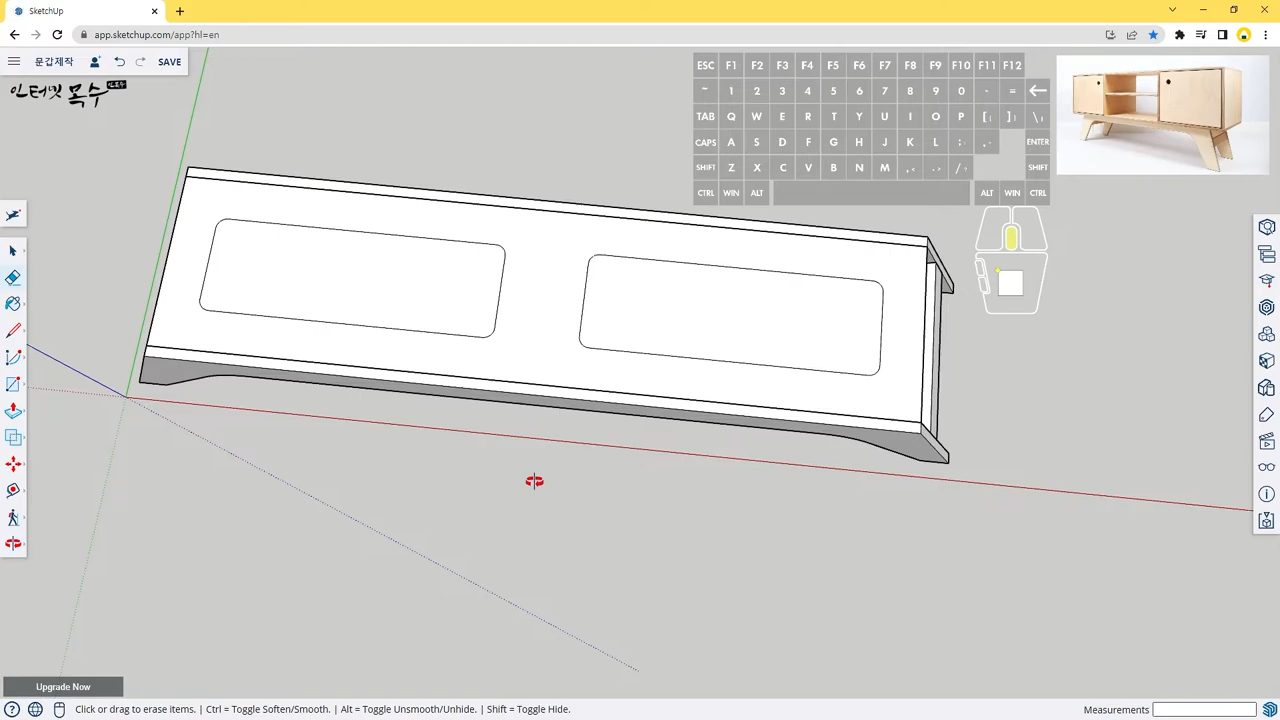 SketchUp
app.sketchup.com/app?hl=en
문갑제작
SAVE
인터넷 목수
ESC F1 F2 F3 F4 F5 F6 F7 F8 F9 F10 F11 F12
~ 1 2 3 4 5 6 7 8 9 0 - =
TAB Q W E R T Y U I O P [ ] \
CAPS A S D F G H J K L ; , ENTER
SHIFT Z X C V B N M , . / SHIFT
CTRL WIN ALT ALT WIN CTRL
Upgrade Now
Click or drag to erase items. | Ctrl = Toggle Soften/Smooth. | Alt = Toggle Unsmooth/Unhide. | Shift = Toggle Hide.
Measurements